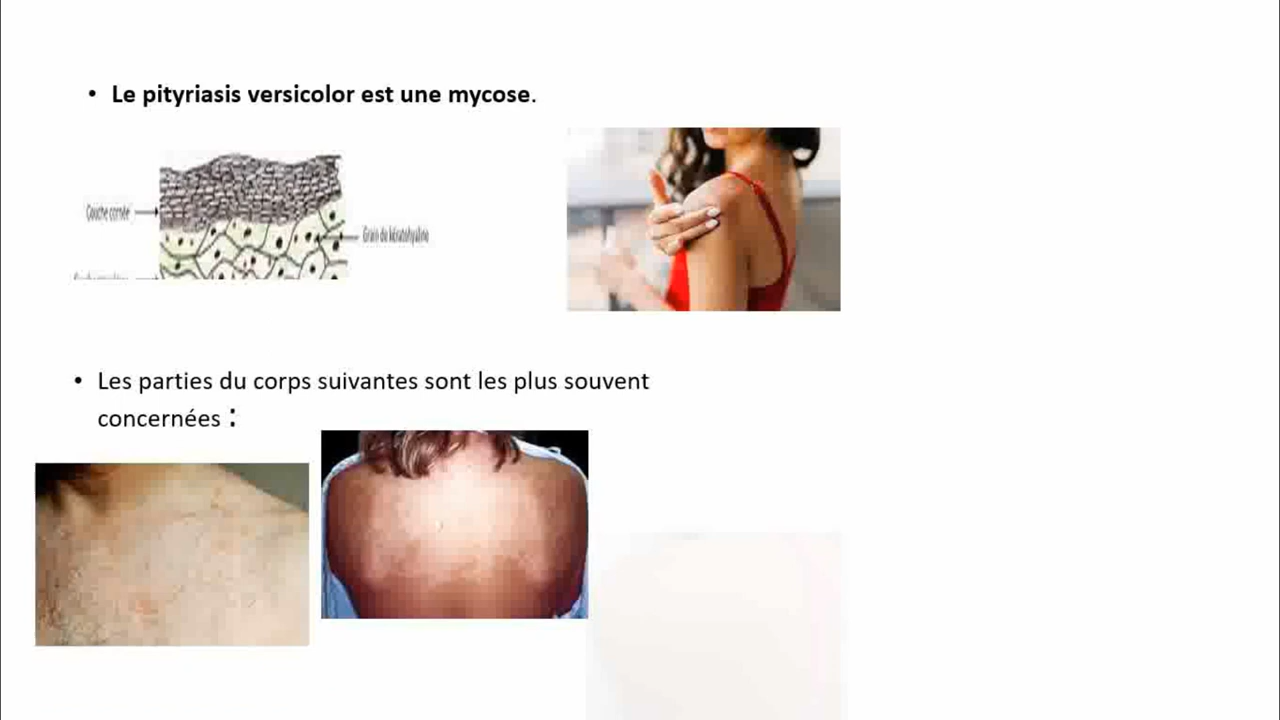 • Le pityriasis versicolor est une mycose.
Couche cornée
Grain de kératohyaline
• Les parties du corps suivantes sont les plus souvent
concernées :